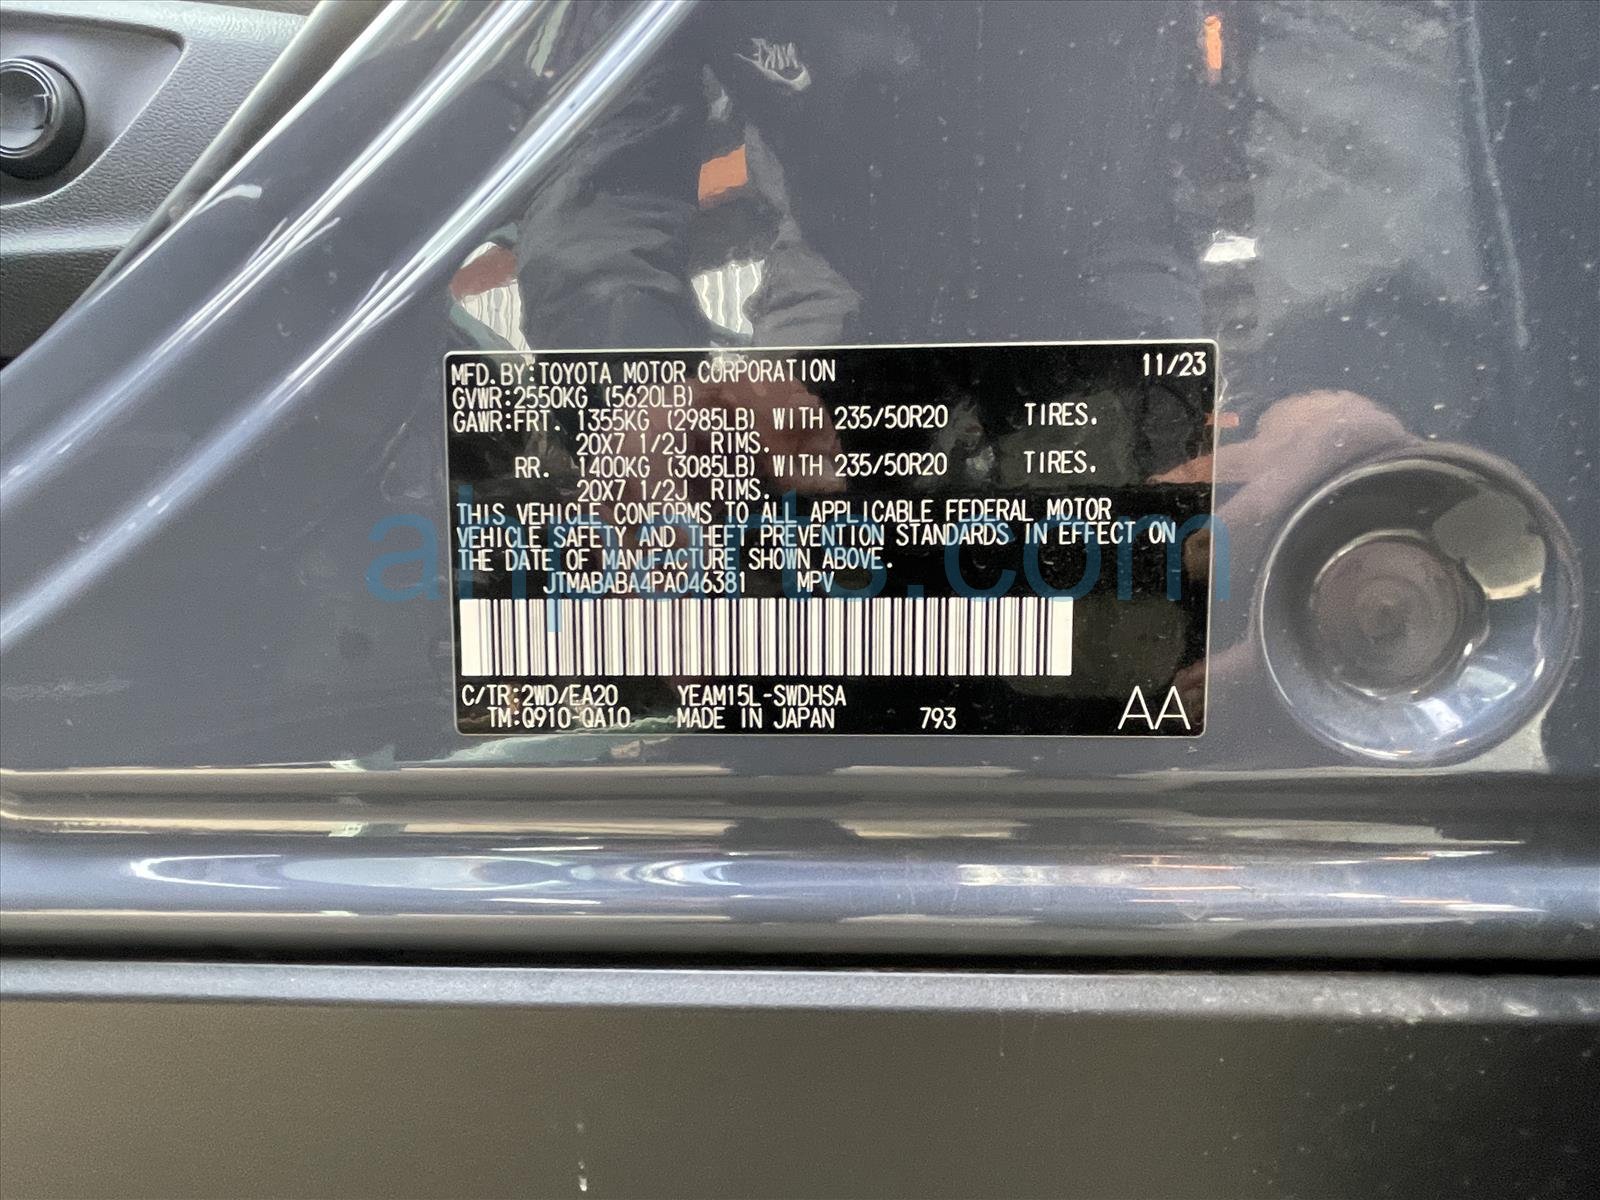 MFD. BY: TOYOTA MOTOR CORPORATION 11/23
GVWR: 2550KG (5620LB)
GAWR: FRT. 1355KG (2985LB) WITH 235/50R20 TIRES.
20X7 1/2J RIMS.
RR. 1400KG (3085LB) WITH 235/50R20 TIRES.
20X7 1/2J RIMS.
THIS VEHICLE CONFORMS TO ALL APPLICABLE FEDERAL MOTOR
VEHICLE SAFETY AND THEFT PREVENTION STANDARDS IN EFFECT ON
THE DATE OF MANUFACTURE SHOWN ABOVE.
JTMABABA4PA046381 MPV
C/TR: 2WD/EA20 YEAM15L-SWDHSA
TM: Q910-QA10 MADE IN JAPAN 793 AA
ahparts.com